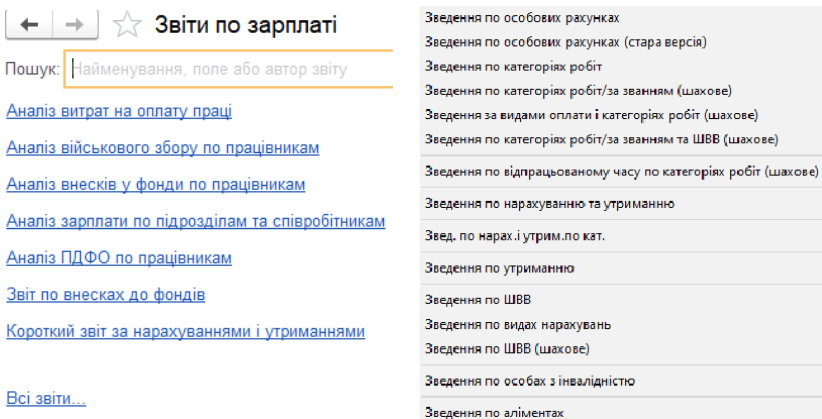 Звіти по зарплаті
Пошук: Найменування, поле або автор звіту
Аналіз витрат на оплату праці
Аналіз військового збору по працівникам
Аналіз внесків у фонди по працівникам
Аналіз зарплати по підрозділам та співробітникам
Аналіз ПДФО по працівникам
Звіт по внесках до фондів
Короткий звіт за нарахуваннями і утриманнями
Всі звіти...
Зведення по особових рахунках
Зведення по особових рахунках (стара версія)
Зведення по категоріях робіт
Зведення по категоріях робіт/за званням (шахове)
Зведення за видами оплати і категоріях робіт (шахове)
Зведення по категоріях робіт/за званням та ШВВ (шахове)
Зведення по відпрацьованому часу по категоріях робіт (шахове)
Зведення по нарахуванню та утриманню
Звед. по нарах.і утрим.по кат.
Зведення по утриманню
Зведення по ШВВ
Зведення по видах нарахувань
Зведення по ШВВ (шахове)
Зведення по особах з інвалідністю
Зведення по аліментах